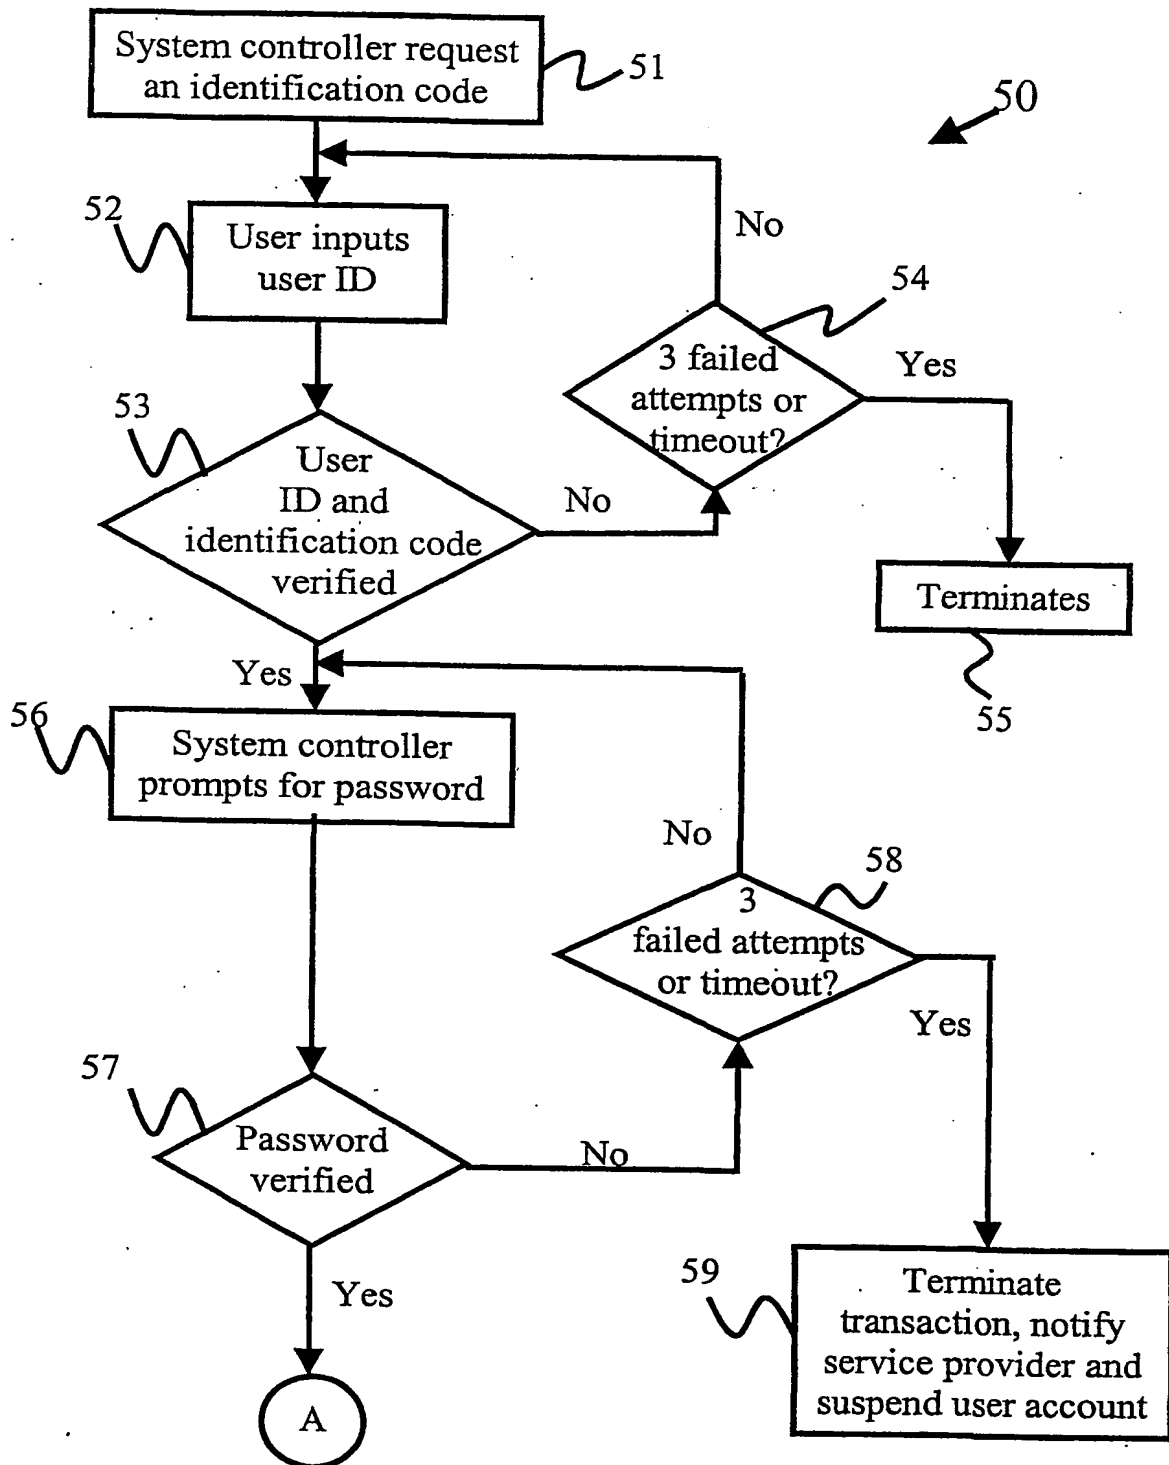 System controller request
an identification code
51
50
52
User inputs
user ID
No
54
3 failed
attempts or
timeout?
Yes
53
User
ID and
identification code
verified
No
Terminates
55
Yes
56
System controller
prompts for password
No
58
3
failed attempts
or timeout?
Yes
57
Password
verified
No
Yes
59
Terminate
transaction, notify
service provider and
suspend user account
A